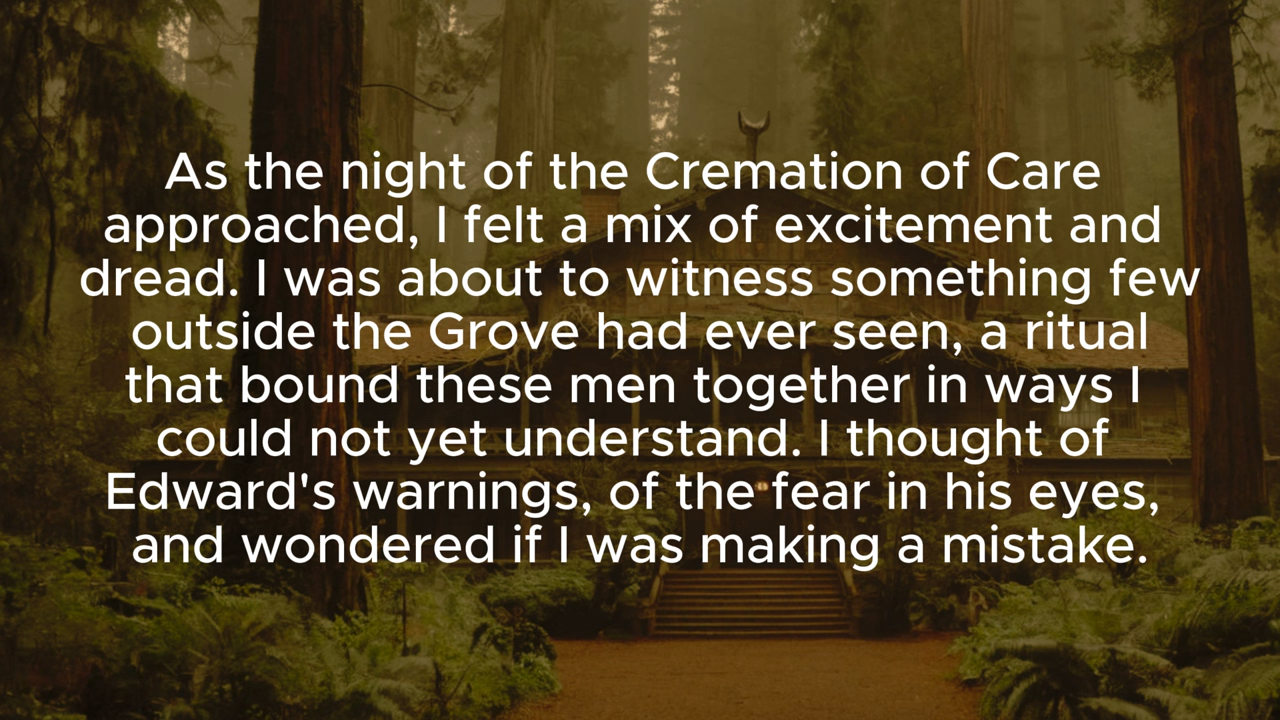 As the night of the Cremation of Care
approached, I felt a mix of excitement and
dread. I was about to witness something few
outside the Grove had ever seen, a ritual
that bound these men together in ways I
could not yet understand. I thought of
Edward's warnings, of the fear in his eyes,
and wondered if I was making a mistake.